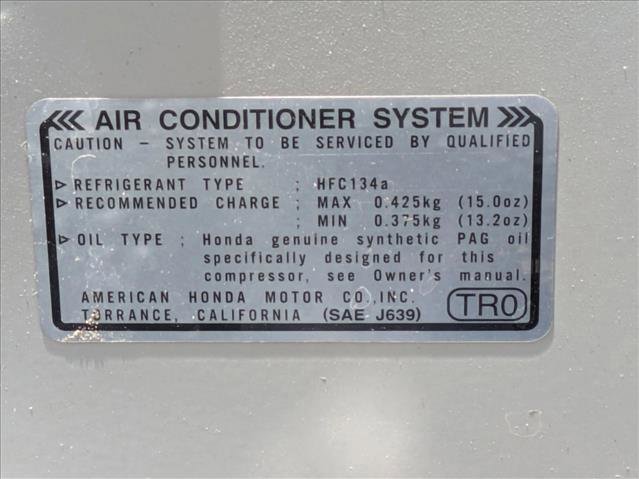 AIR CONDITIONER SYSTEM
CAUTION - SYSTEM TO BE SERVICED BY QUALIFIED
PERSONNEL.
REFRIGERANT TYPE ; HFC134a
RECOMMENDED CHARGE ; MAX 0.425kg (15.0oz)
; MIN 0.375kg (13.2oz)
OIL TYPE ; Honda genuine synthetic PAG oil
specifically designed for this
compressor, see Owner's manual.
AMERICAN HONDA MOTOR CO.,INC.
TORRANCE, CALIFORNIA (SAE J639)
TR0